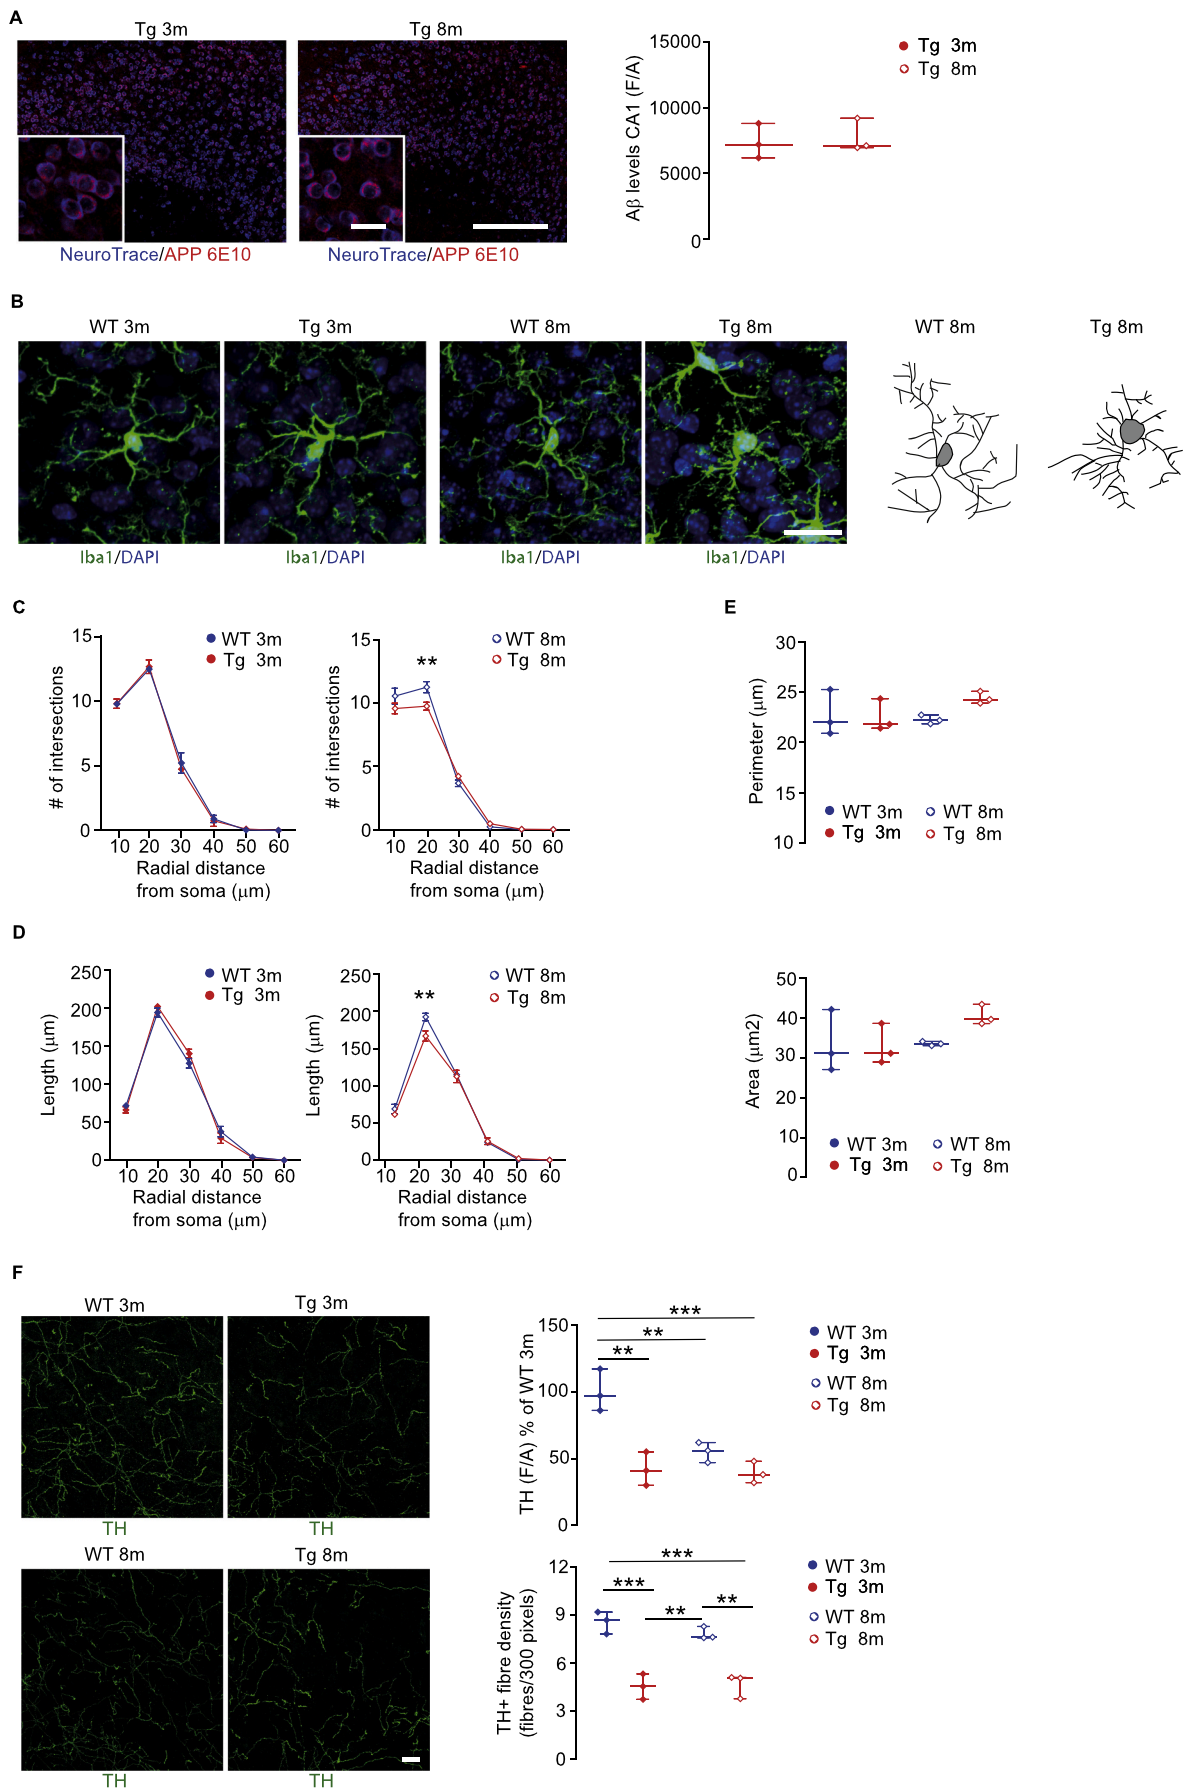 A
Tg 3m
Tg 8m
NeuroTrace/APP 6E10
NeuroTrace/APP 6E10
Aβ levels CA1 (F/A)
15000
10000
5000
0
Tg 3m
Tg 8m
B
WT 3m
Tg 3m
WT 8m
Tg 8m
WT 8m
Tg 8m
Iba1/DAPI
Iba1/DAPI
Iba1/DAPI
Iba1/DAPI
C
# of intersections
15
10
5
0
WT 3m
Tg 3m
10 20 30 40 50 60
Radial distance
from soma (μm)
# of intersections
15
10
5
0
**
WT 8m
Tg 8m
10 20 30 40 50 60
Radial distance
from soma (μm)
E
Perimeter (μm)
30
25
20
15
10
WT 3m
Tg 3m
WT 8m
Tg 8m
D
Length (μm)
250
200
150
100
50
0
WT 3m
Tg 3m
10 20 30 40 50 60
Radial distance
from soma (μm)
Length (μm)
250
200
150
100
50
0
**
WT 8m
Tg 8m
10 20 30 40 50 60
Radial distance
from soma (μm)
Area (μm2)
50
40
30
20
10
0
WT 3m
Tg 3m
WT 8m
Tg 8m
F
WT 3m
Tg 3m
TH
TH
WT 8m
Tg 8m
TH
TH
TH (F/A) % of WT 3m
150
100
50
0
***
**
**
WT 3m
Tg 3m
WT 8m
Tg 8m
TH+ fibre density
(fibres/300 pixels)
12
9
6
3
0
***
***
**
**
WT 3m
Tg 3m
WT 8m
Tg 8m